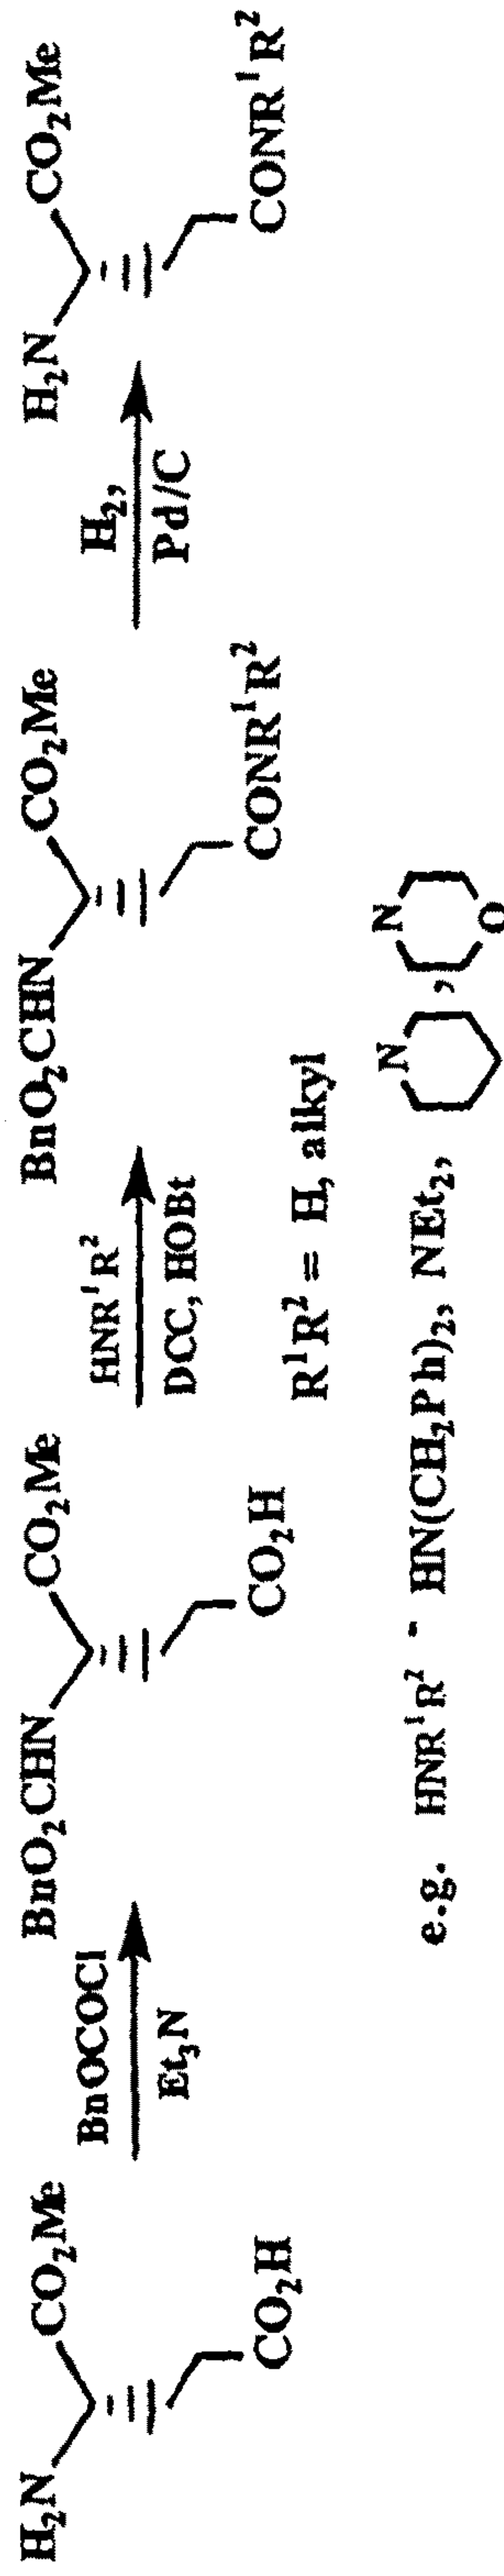 H₂N CO₂Me CO₂H
BnOCOCl
Et₃N
BnO₂CHN CO₂Me CO₂H
HNR¹R²
DCC, HOBt
BnO₂CHN CO₂Me CONR¹R²
H₂,
Pd/C
H₂N CO₂Me CONR¹R²
R¹R² = H, alkyl
e.g. HNR¹R² - HN(CH₂Ph)₂, NEt₂, N , N O